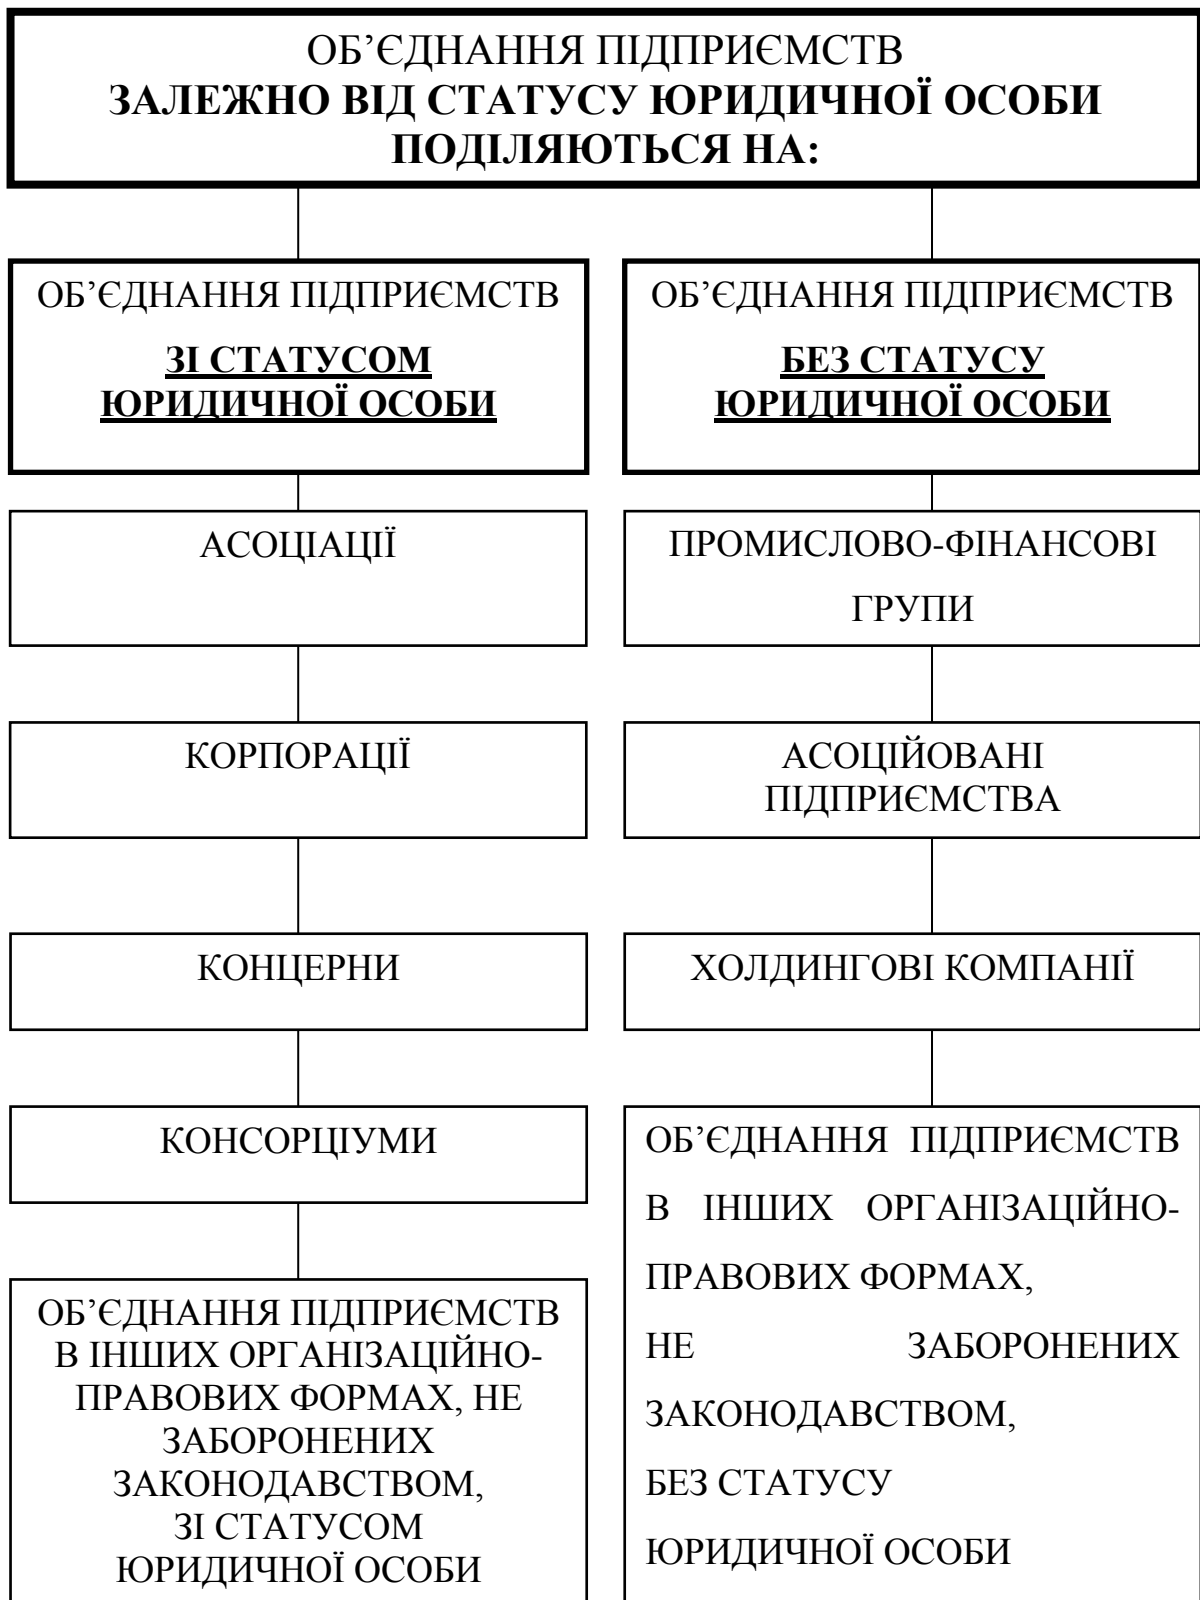 ОБ’ЄДНАННЯ ПІДПРИЄМСТВ
ЗАЛЕЖНО ВІД СТАТУСУ ЮРИДИЧНОЇ ОСОБИ
ПОДІЛЯЮТЬСЯ НА:
ОБ’ЄДНАННЯ ПІДПРИЄМСТВ
ЗІ СТАТУСОМ
ЮРИДИЧНОЇ ОСОБИ
АСОЦІАЦІЇ
КОРПОРАЦІЇ
КОНЦЕРНИ
КОНСОРЦІУМИ
ОБ’ЄДНАННЯ ПІДПРИЄМСТВ
В ІНШИХ ОРГАНІЗАЦІЙНО-
ПРАВОВИХ ФОРМАХ, НЕ
ЗАБОРОНЕНИХ
ЗАКОНОДАВСТВОМ,
ЗІ СТАТУСОМ
ЮРИДИЧНОЇ ОСОБИ
ОБ’ЄДНАННЯ ПІДПРИЄМСТВ
БЕЗ СТАТУСУ
ЮРИДИЧНОЇ ОСОБИ
ПРОМИСЛОВО-ФІНАНСОВІ
ГРУПИ
АСОЦІЙОВАНІ
ПІДПРИЄМСТВА
ХОЛДИНГОВІ КОМПАНІЇ
ОБ’ЄДНАННЯ ПІДПРИЄМСТВ
В ІНШИХ ОРГАНІЗАЦІЙНО-
ПРАВОВИХ ФОРМАХ,
НЕ ЗАБОРОНЕНИХ
ЗАКОНОДАВСТВОМ,
БЕЗ СТАТУСУ
ЮРИДИЧНОЇ ОСОБИ